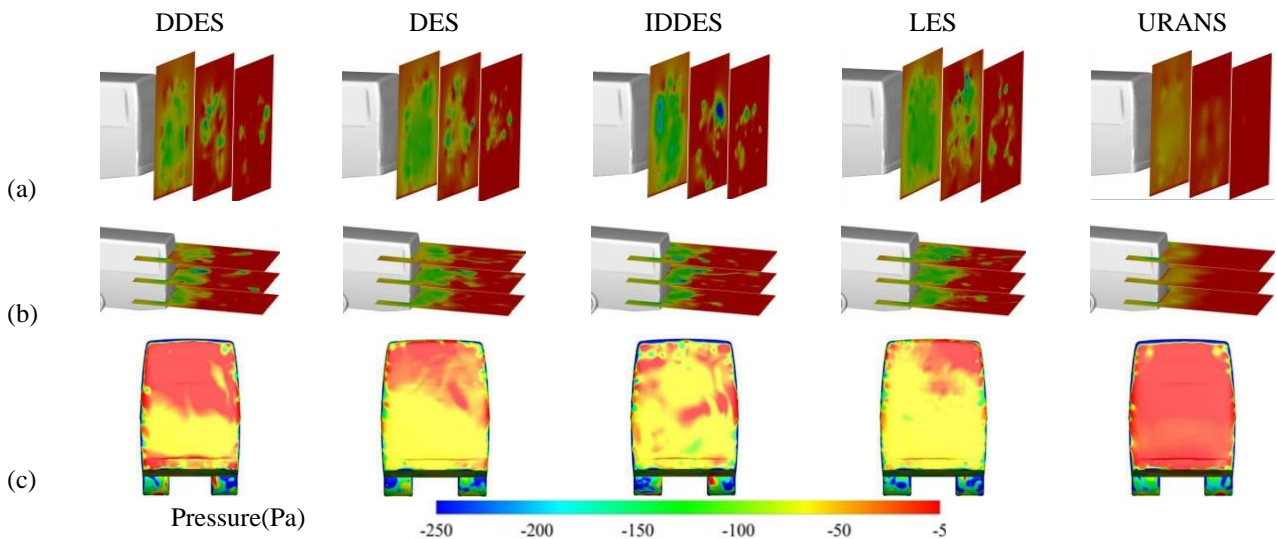 DDES DES IDDES LES URANS
(a)
(b)
(c)
Pressure(Pa)
-250 -200 -150 -100 -50 -5